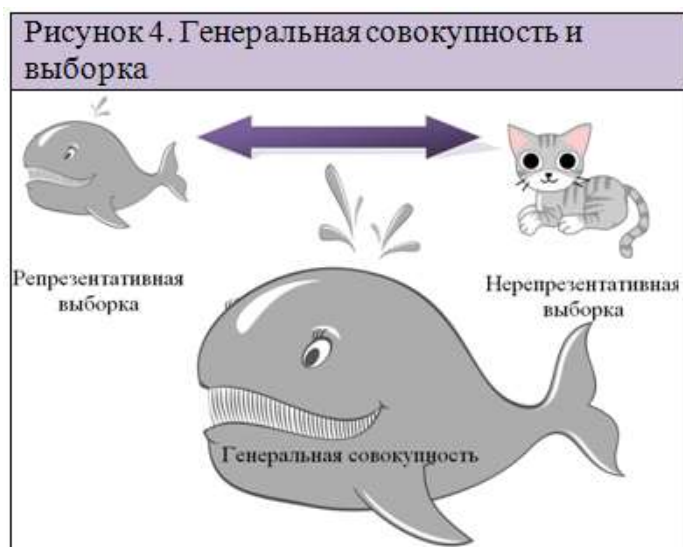 Рисунок 4. Генеральная совокупность и
выборка
Репрезентативная
выборка
Нерепрезентативная
выборка
Генеральная совокупность